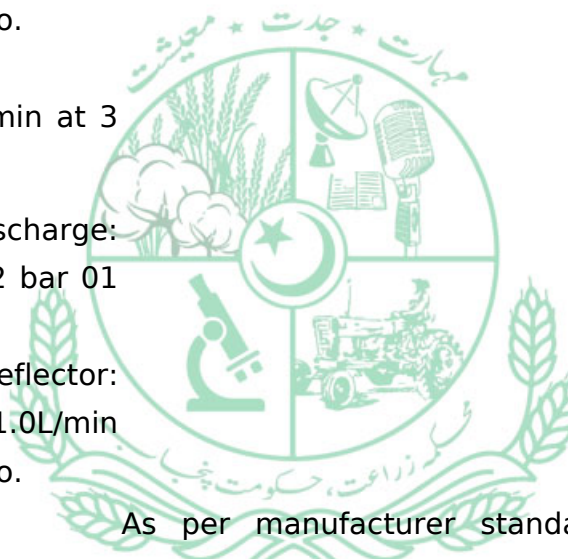 o.
مہارت ٭ جدت ٭ معیشت
min at 3
scharge:
2 bar 01
eflector:
1.0L/min
o.
محکمہ زراعت، حکومت پنجاب
As per manufacturer standa